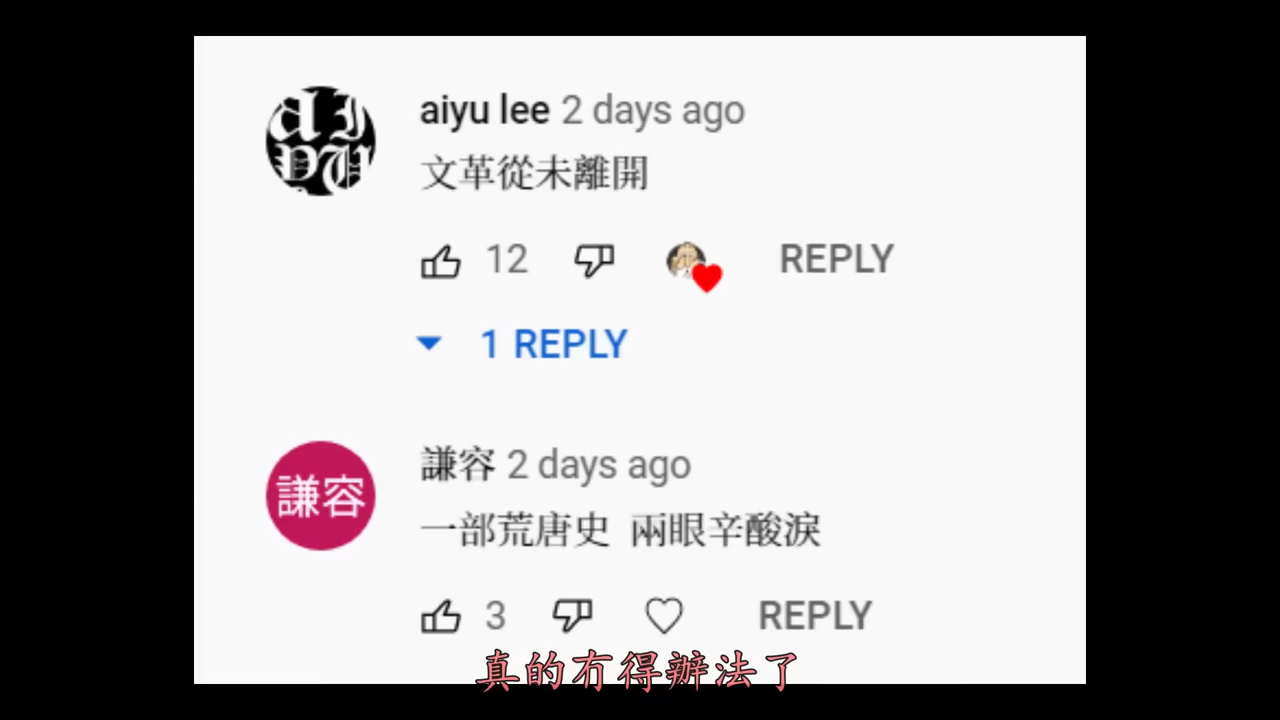 aiyu lee 2 days ago
文革從未離開
12 REPLY
1 REPLY
謙容
謙容 2 days ago
一部荒唐史 兩眼辛酸淚
3 REPLY
真的冇得辦法了